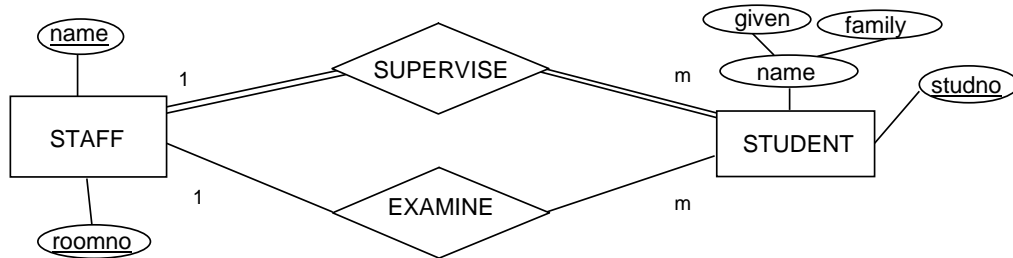 given
family
name
SUPERVISE
1
m
name
studno
STAFF
STUDENT
1
EXAMINE
m
roomno